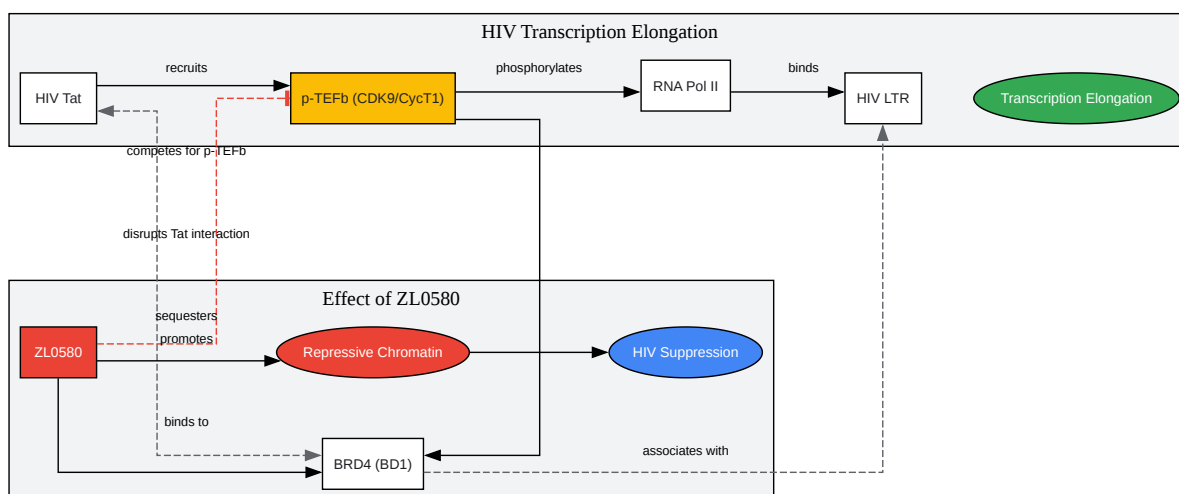 HIV Transcription Elongation
recruits
phosphorylates
binds
HIV Tat
p-TEFb (CDK9/CycT1)
RNA Pol II
HIV LTR
Transcription Elongation
competes for p-TEFb
disrupts Tat interaction
Effect of ZL0580
sequesters
promotes
ZL0580
Repressive Chromatin
HIV Suppression
binds to
associates with
BRD4 (BD1)